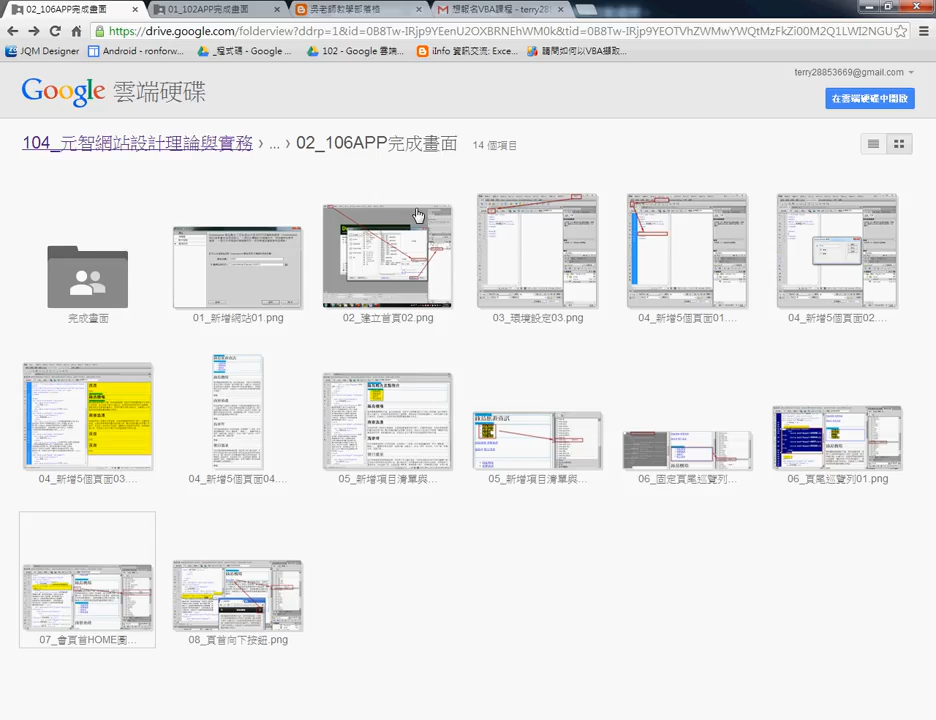 02_106APP完成畫面
01_102APP完成畫面
吳老師教學部落格
想報名VBA課程 - terry28
https://drive.google.com/folderview?ddrp=1&id=0B8Tw-IRjp9YEenU2OXBRNEhWM0k&tid=0B8Tw-IRjp9YEOTVhZWMwYWQtMzFkZi00M2Q1LWI2NGU
JQM Designer
Android - ronforw...
_程式碼 - Google ...
102 - Google 雲端...
iInfo 資訊交流: Exce...
請問如何以VBA擷取...
terry28853669@gmail.com
Google 雲端硬碟
在雲端硬碟中開啟
104_元智網站設計理論與實務 › ... › 02_106APP完成畫面 14 個項目
完成畫面
01_新增網站01.png
02_建立首頁02.png
03_環境設定03.png
04_新增5個頁面01....
04_新增5個頁面02....
04_新增5個頁面03....
04_新增5個頁面04....
05_新增項目清單與...
05_新增項目清單與...
06_固定頁尾巡覽列...
06_頁尾巡覽列01.png
07_會頁首HOME圖...
08_頁首向下按鈕.png